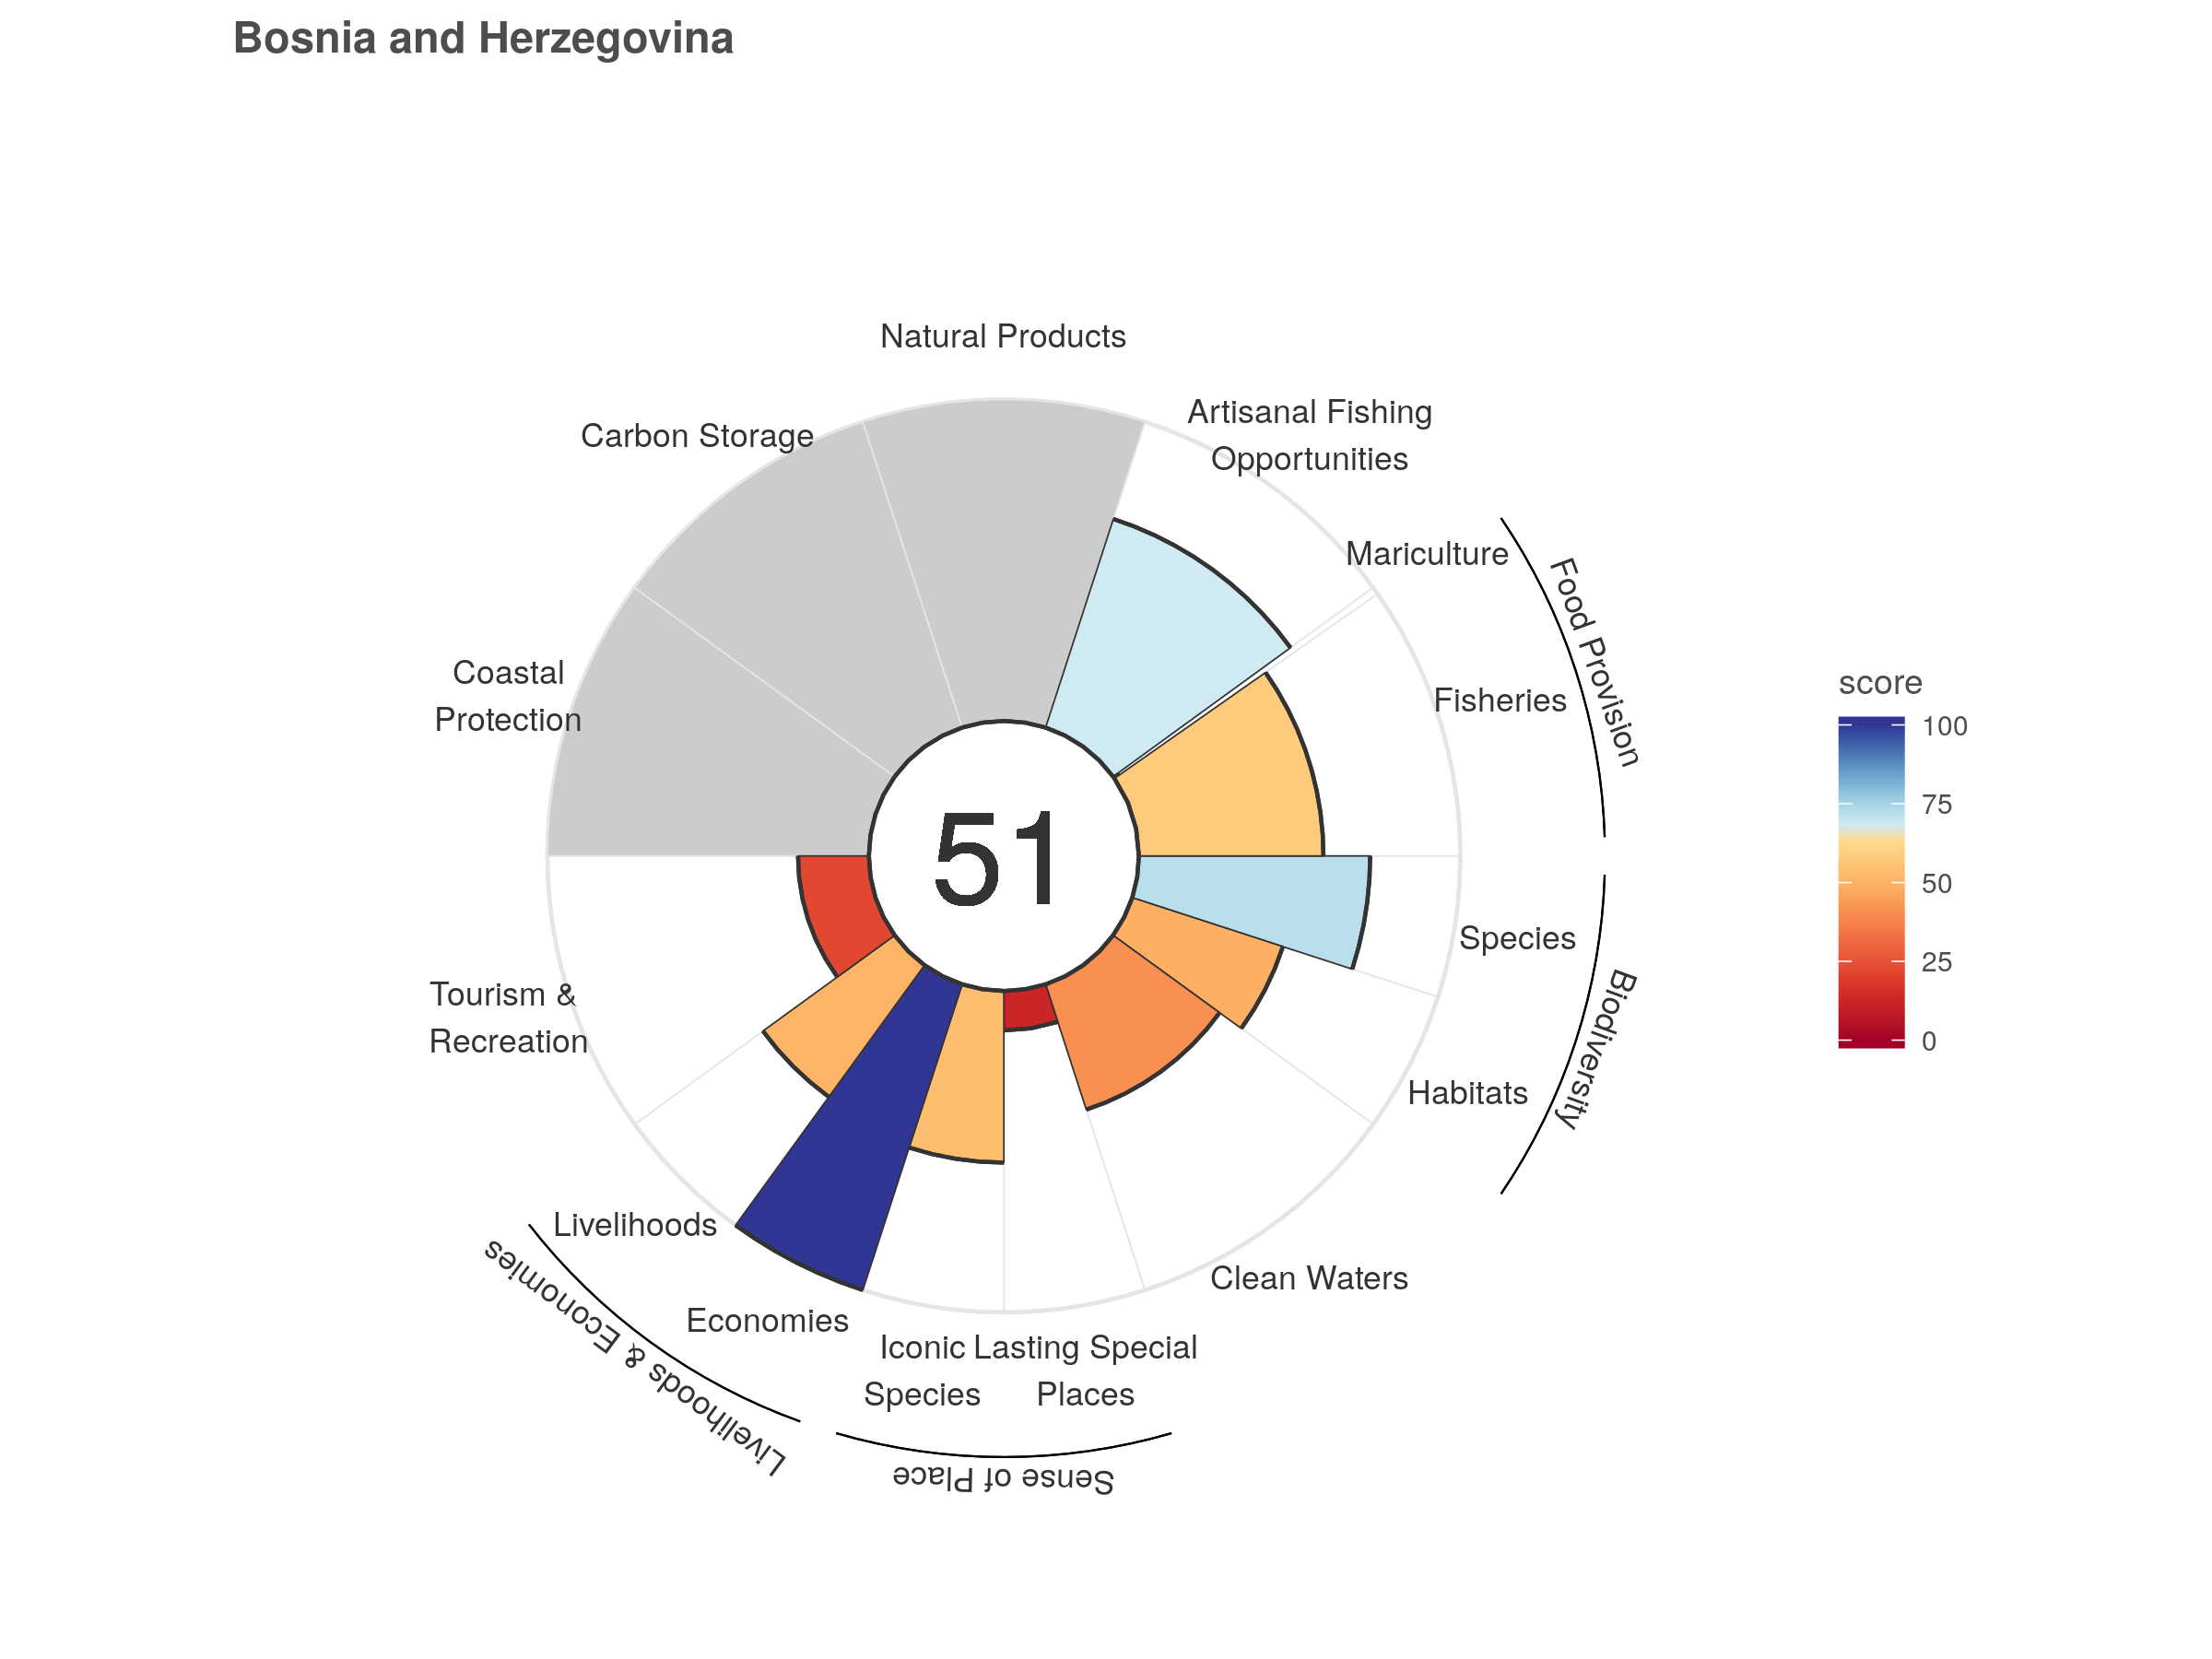 Bosnia and Herzegovina
Natural Products
Artisanal Fishing
Opportunities
Carbon Storage
Mariculture
Food Provision
Fisheries
Coastal
Protection
score
100
75
50
25
0
51
Species
Biodiversity
Habitats
Tourism &
Recreation
Livelihoods
Livelihoods & Economies
Economies
Clean Waters
Iconic
Species
Lasting Special
Places
Sense of Place